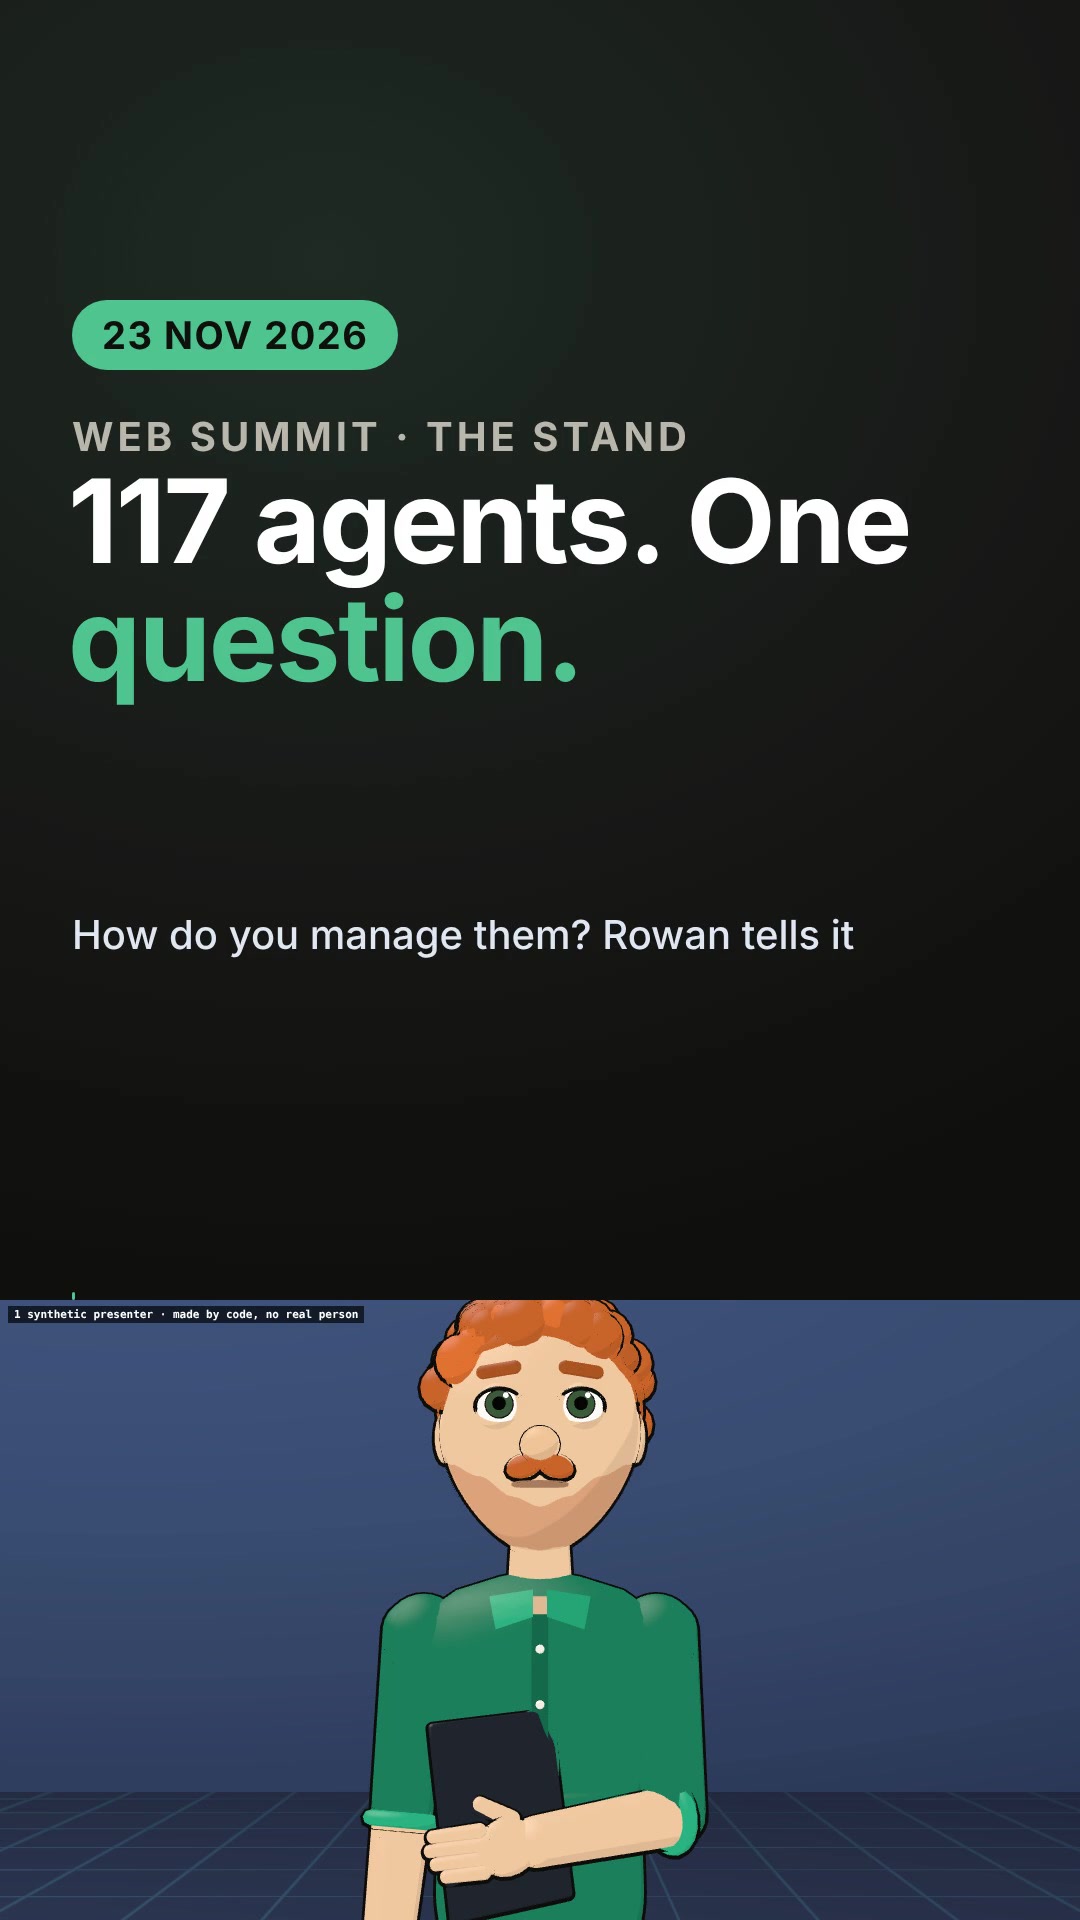 23 NOV 2026
WEB SUMMIT · THE STAND
117 agents. One
question.
How do you manage them? Rowan tells it
1 synthetic presenter · made by code, no real person